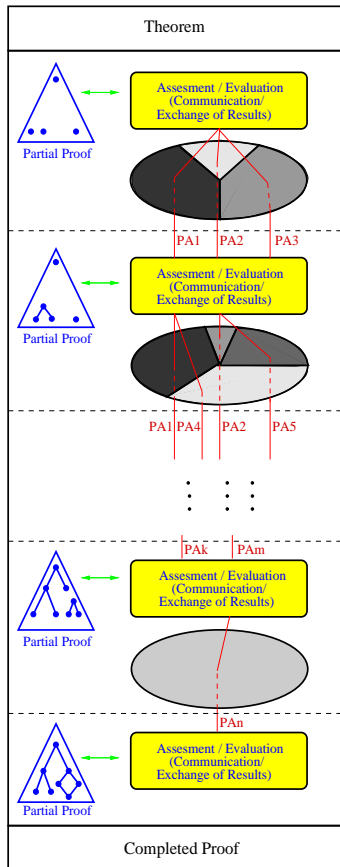 Theorem
Assesment / Evaluation
(Communication/
Exchange of Results)
Partial Proof
PA1 PA2 PA3
Assesment / Evaluation
(Communication/
Exchange of Results)
Partial Proof
PA1 PA4 PA2 PA5
PAk PAm
Assesment / Evaluation
(Communication/
Exchange of Results)
Partial Proof
PAn
Assesment / Evaluation
(Communication/
Exchange of Results)
Partial Proof
Completed Proof